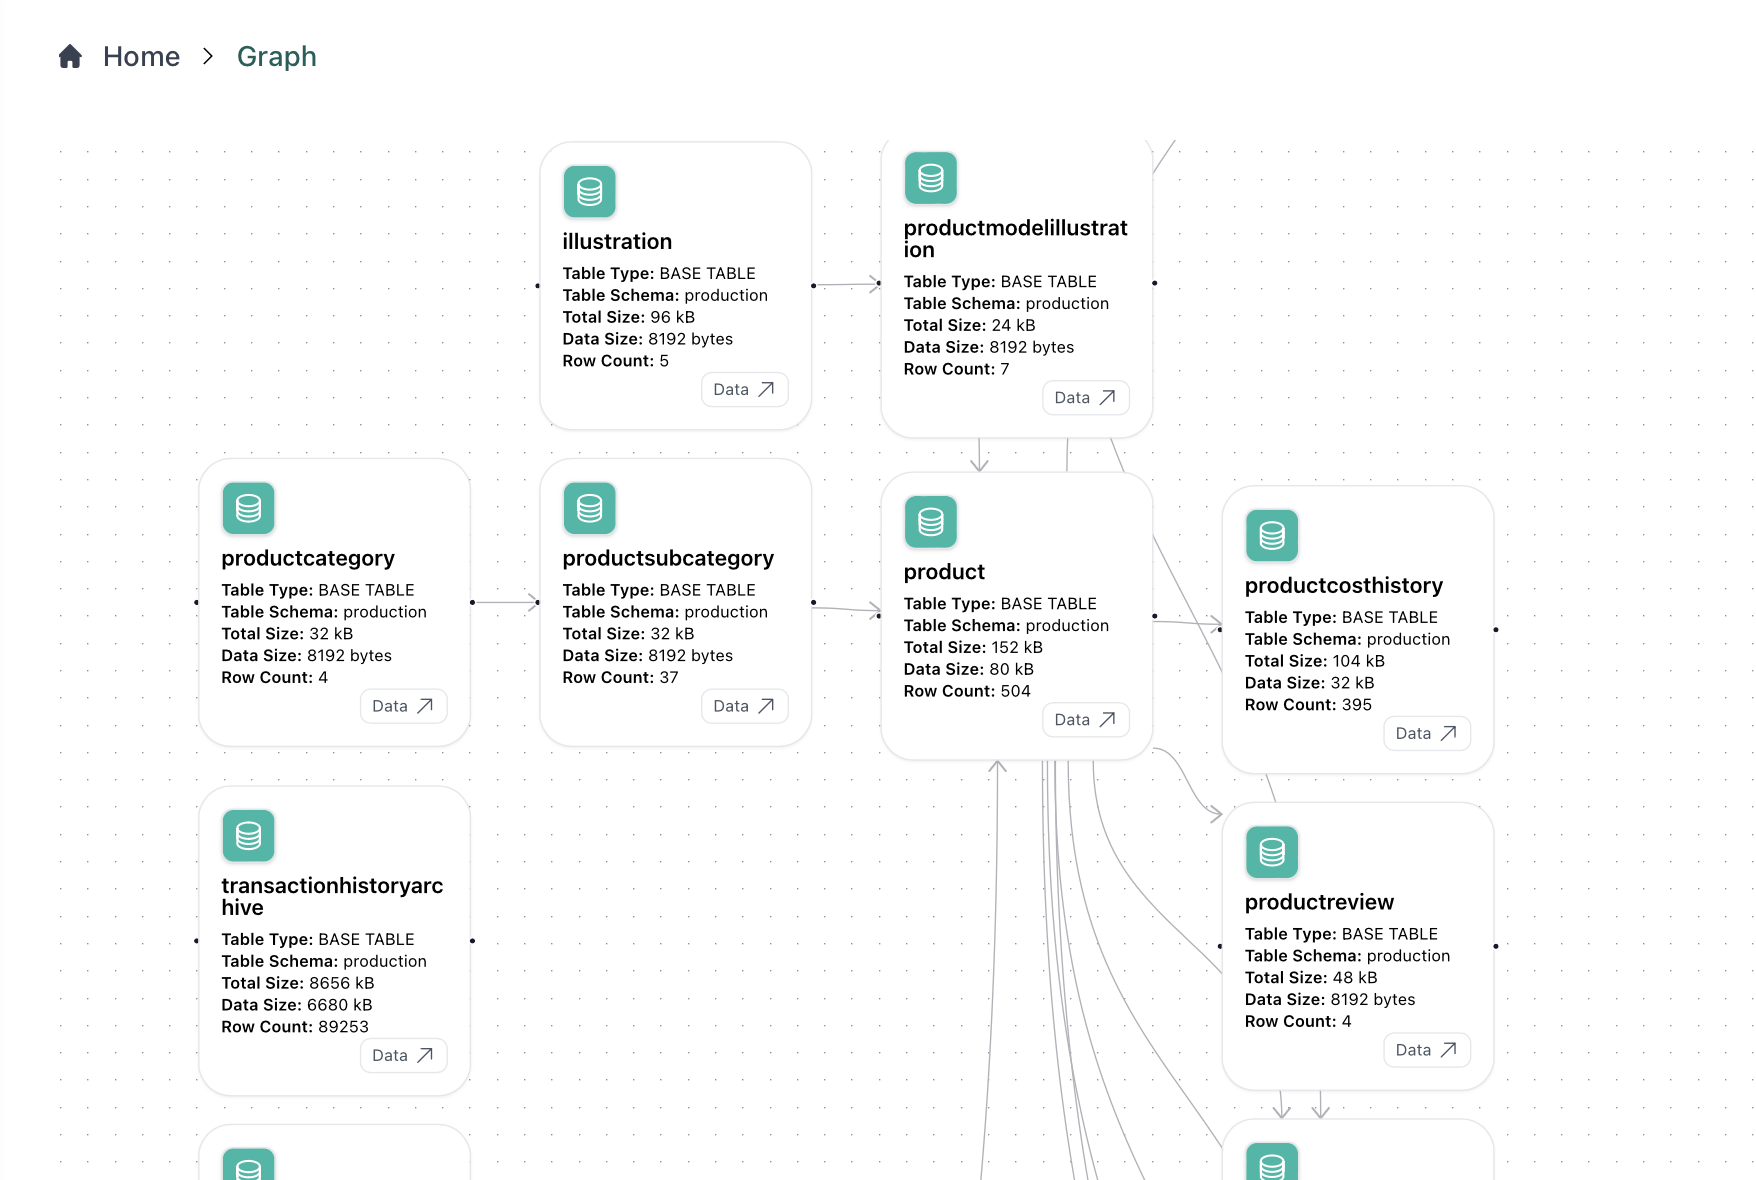 Home > Graph
illustration
Table Type: BASE TABLE
Table Schema: production
Total Size: 96 kB
Data Size: 8192 bytes
Row Count: 5
Data
productmodelillustrat
ion
Table Type: BASE TABLE
Table Schema: production
Total Size: 24 kB
Data Size: 8192 bytes
Row Count: 7
Data
productcategory
Table Type: BASE TABLE
Table Schema: production
Total Size: 32 kB
Data Size: 8192 bytes
Row Count: 4
Data
productsubcategory
Table Type: BASE TABLE
Table Schema: production
Total Size: 32 kB
Data Size: 8192 bytes
Row Count: 37
Data
product
Table Type: BASE TABLE
Table Schema: production
Total Size: 152 kB
Data Size: 80 kB
Row Count: 504
Data
productcosthistory
Table Type: BASE TABLE
Table Schema: production
Total Size: 104 kB
Data Size: 32 kB
Row Count: 395
Data
transactionhistoryarc
hive
Table Type: BASE TABLE
Table Schema: production
Total Size: 8656 kB
Data Size: 6680 kB
Row Count: 89253
Data
productreview
Table Type: BASE TABLE
Table Schema: production
Total Size: 48 kB
Data Size: 8192 bytes
Row Count: 4
Data